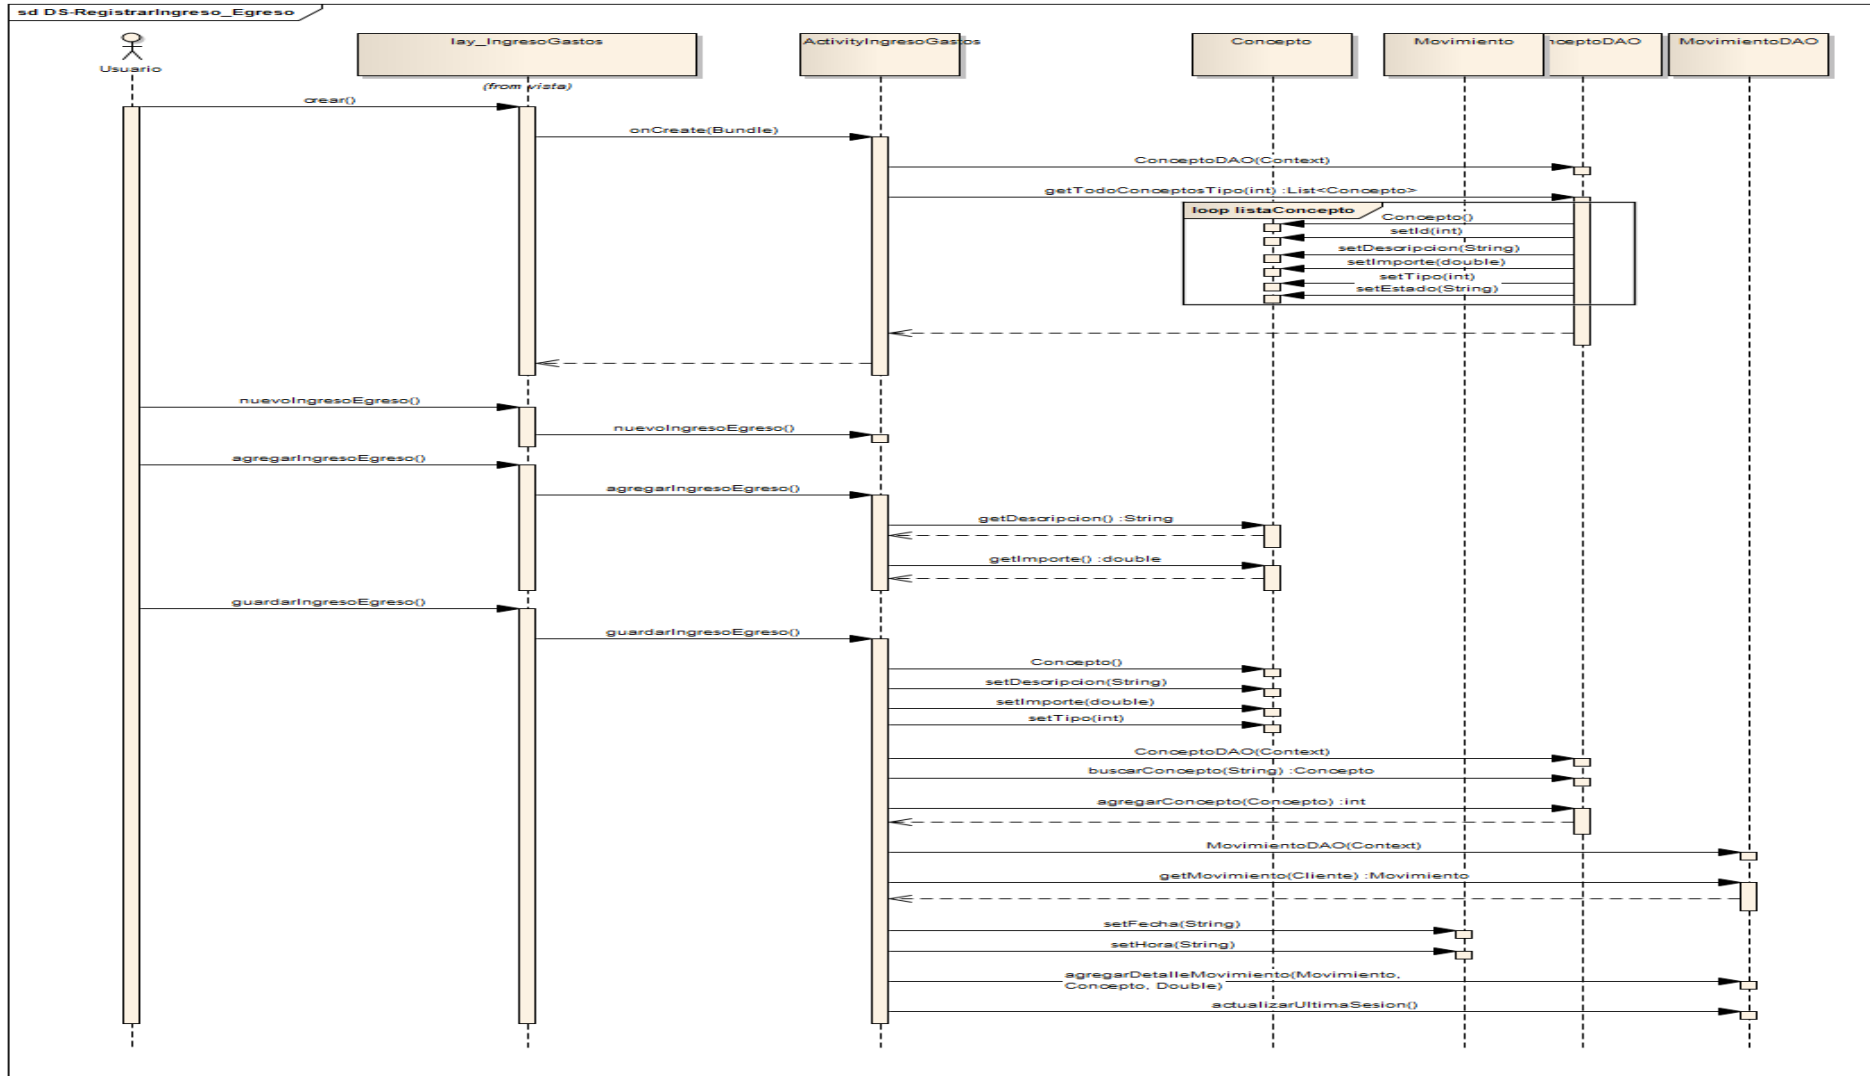 sd DS-RegistrarIngreso_Egreso
Usuario
lay_IngresoGastos
(from vista)
ActivityIngresoGastos
Concepto
Movimiento
nceptoDAO
MovimientoDAO
crear()
onCreate(Bundle)
ConceptoDAO(Context)
getTodoConceptosTipo(int) :List<Concepto>
loop listaConcepto
Concepto()
setId(int)
setDescripcion(String)
setImporte(double)
setTipo(int)
setEstado(String)
nuevoIngresoEgreso()
nuevoIngresoEgreso()
agregarIngresoEgreso()
agregarIngresoEgreso()
getDescripcion() :String
getImporte() :double
guardarIngresoEgreso()
guardarIngresoEgreso()
Concepto()
setDescripcion(String)
setImporte(double)
setTipo(int)
ConceptoDAO(Context)
buscarConcepto(String) :Concepto
agregarConcepto(Concepto) :int
MovimientoDAO(Context)
getMovimiento(Cliente) :Movimiento
setFecha(String)
setHora(String)
agregarDetalleMovimiento(Movimiento,
Concepto, Double)
actualizarUltimaSesion()